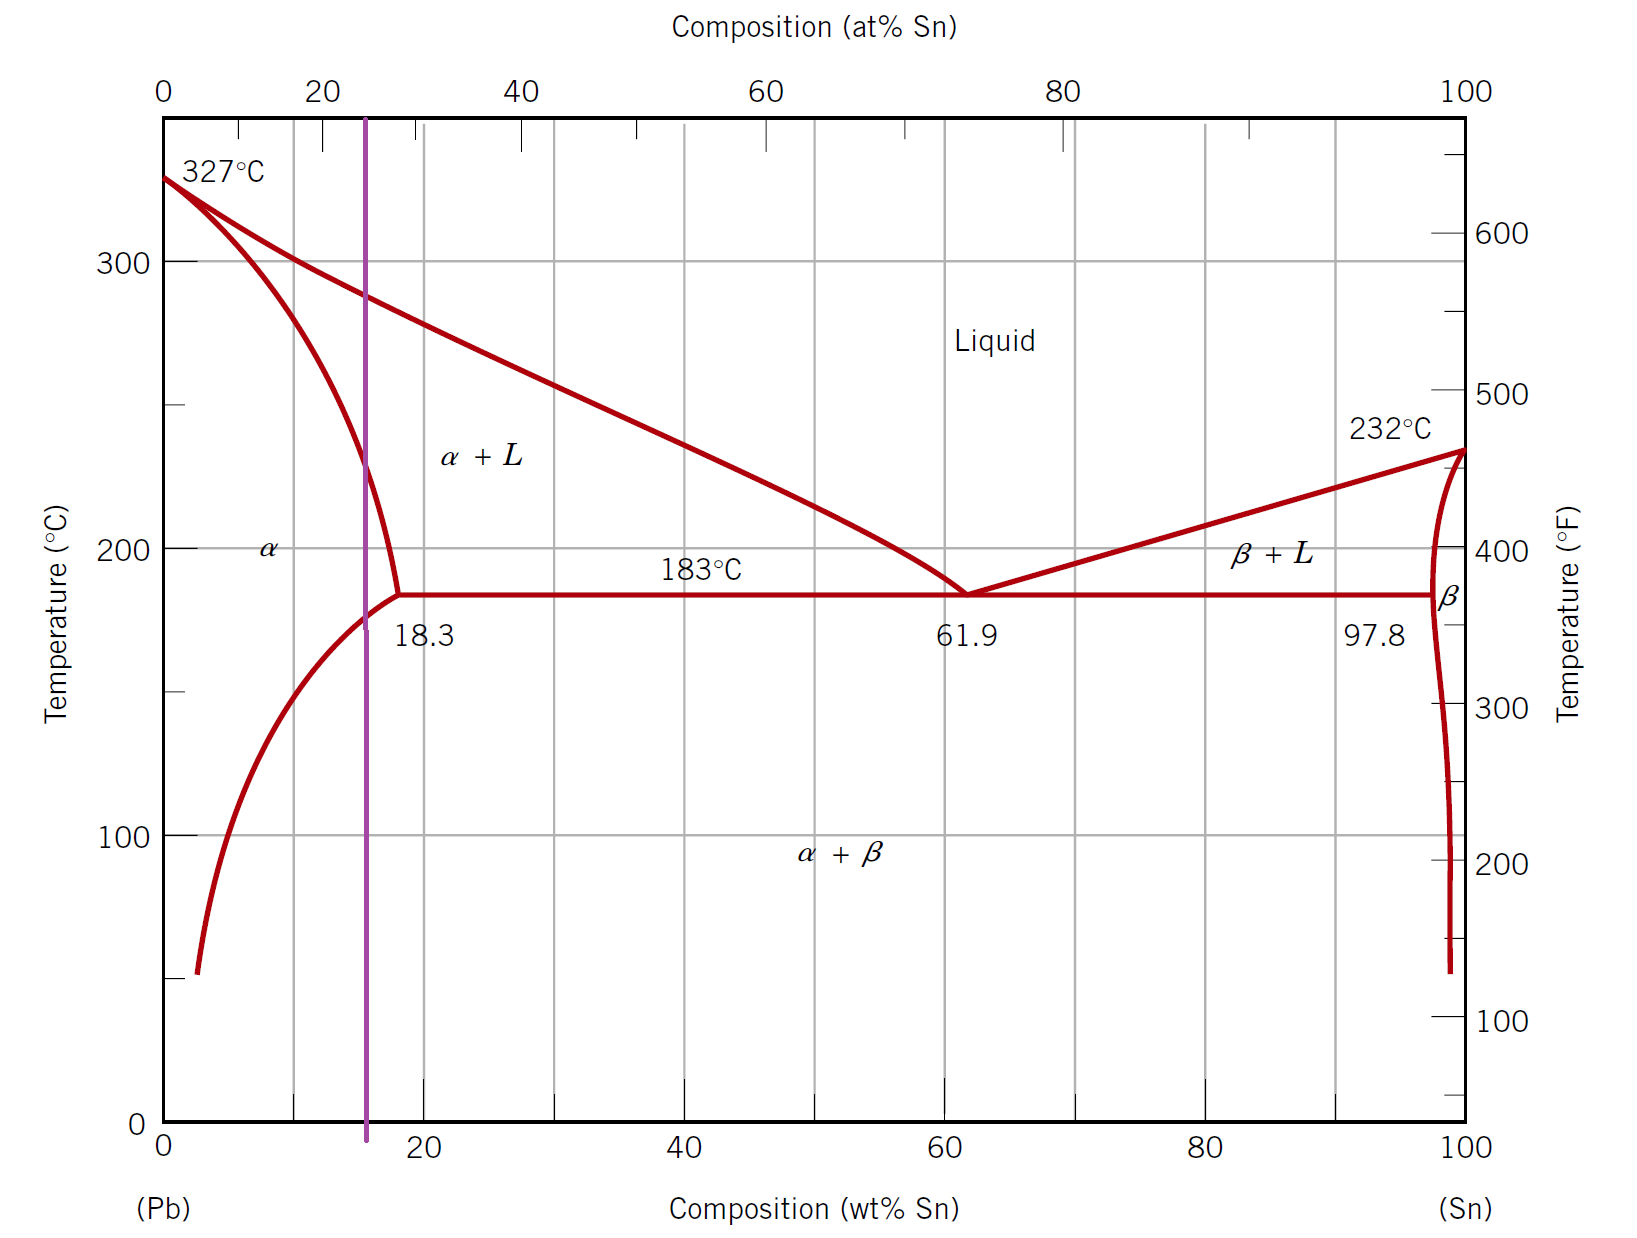 Composition (at% Sn)
0 20 40 60 80 100
327°C
300
600
Liquid
500
232°C
α + L
α
200
183°C
β + L
400
β
18.3
61.9
97.8
Temperature (°C)
Temperature (°F)
300
100
α + β
200
100
0
0 20 40 60 80 100
(Pb)
Composition (wt% Sn)
(Sn)